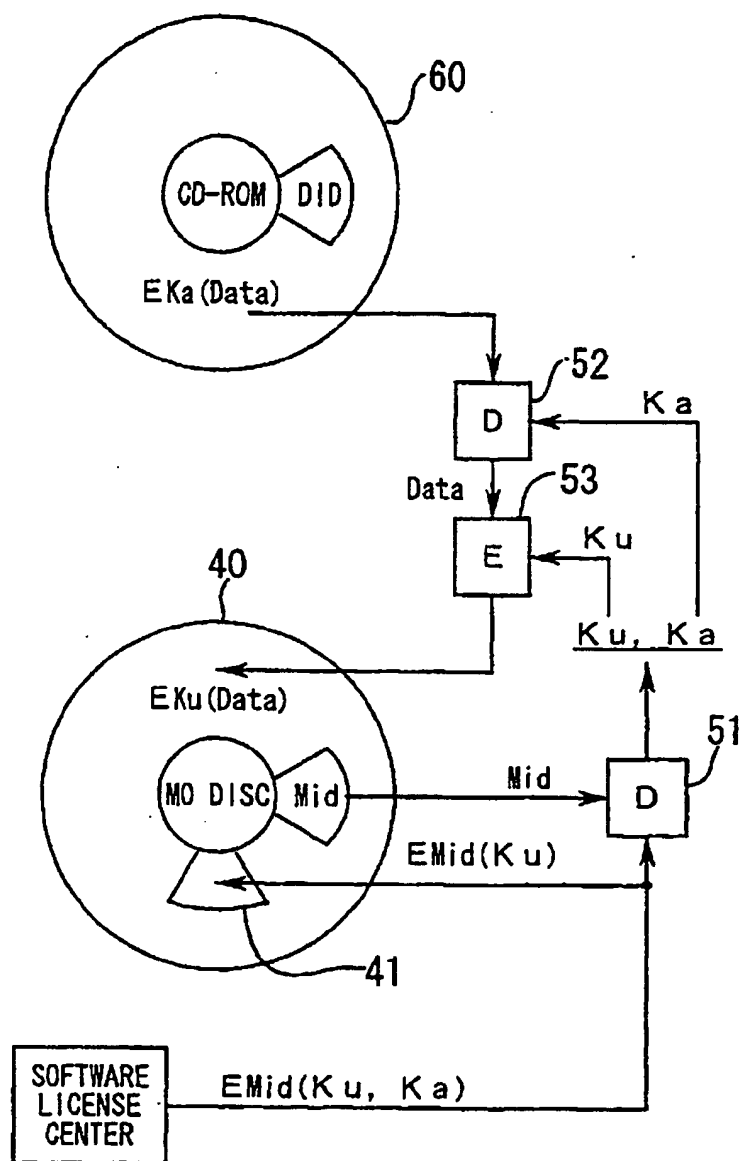 60
CD-ROM
DID
EKa(Data)
52
Ka
D
Data
53
Ku
E
40
Ku, Ka
EKu(Data)
51
MO DISC
Mid
Mid
D
EMid(Ku)
41
SOFTWARE
LICENSE
CENTER
EMid(Ku, Ka)